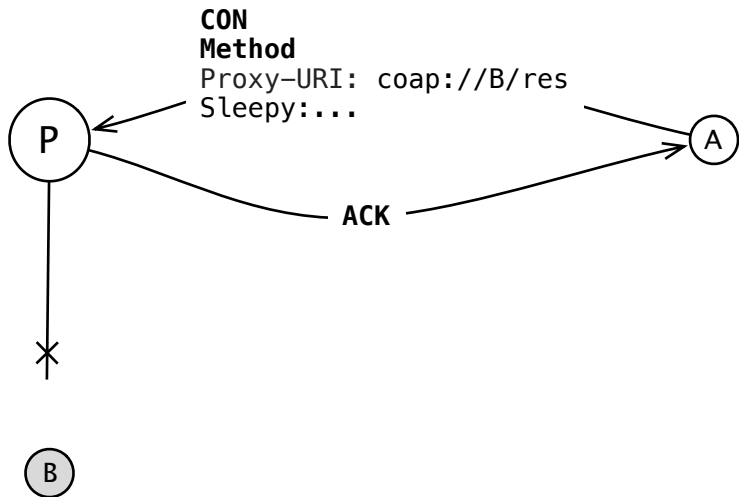 CON
Method
Proxy-URI: coap://B/res
Sleepy:...
P
A
ACK
B